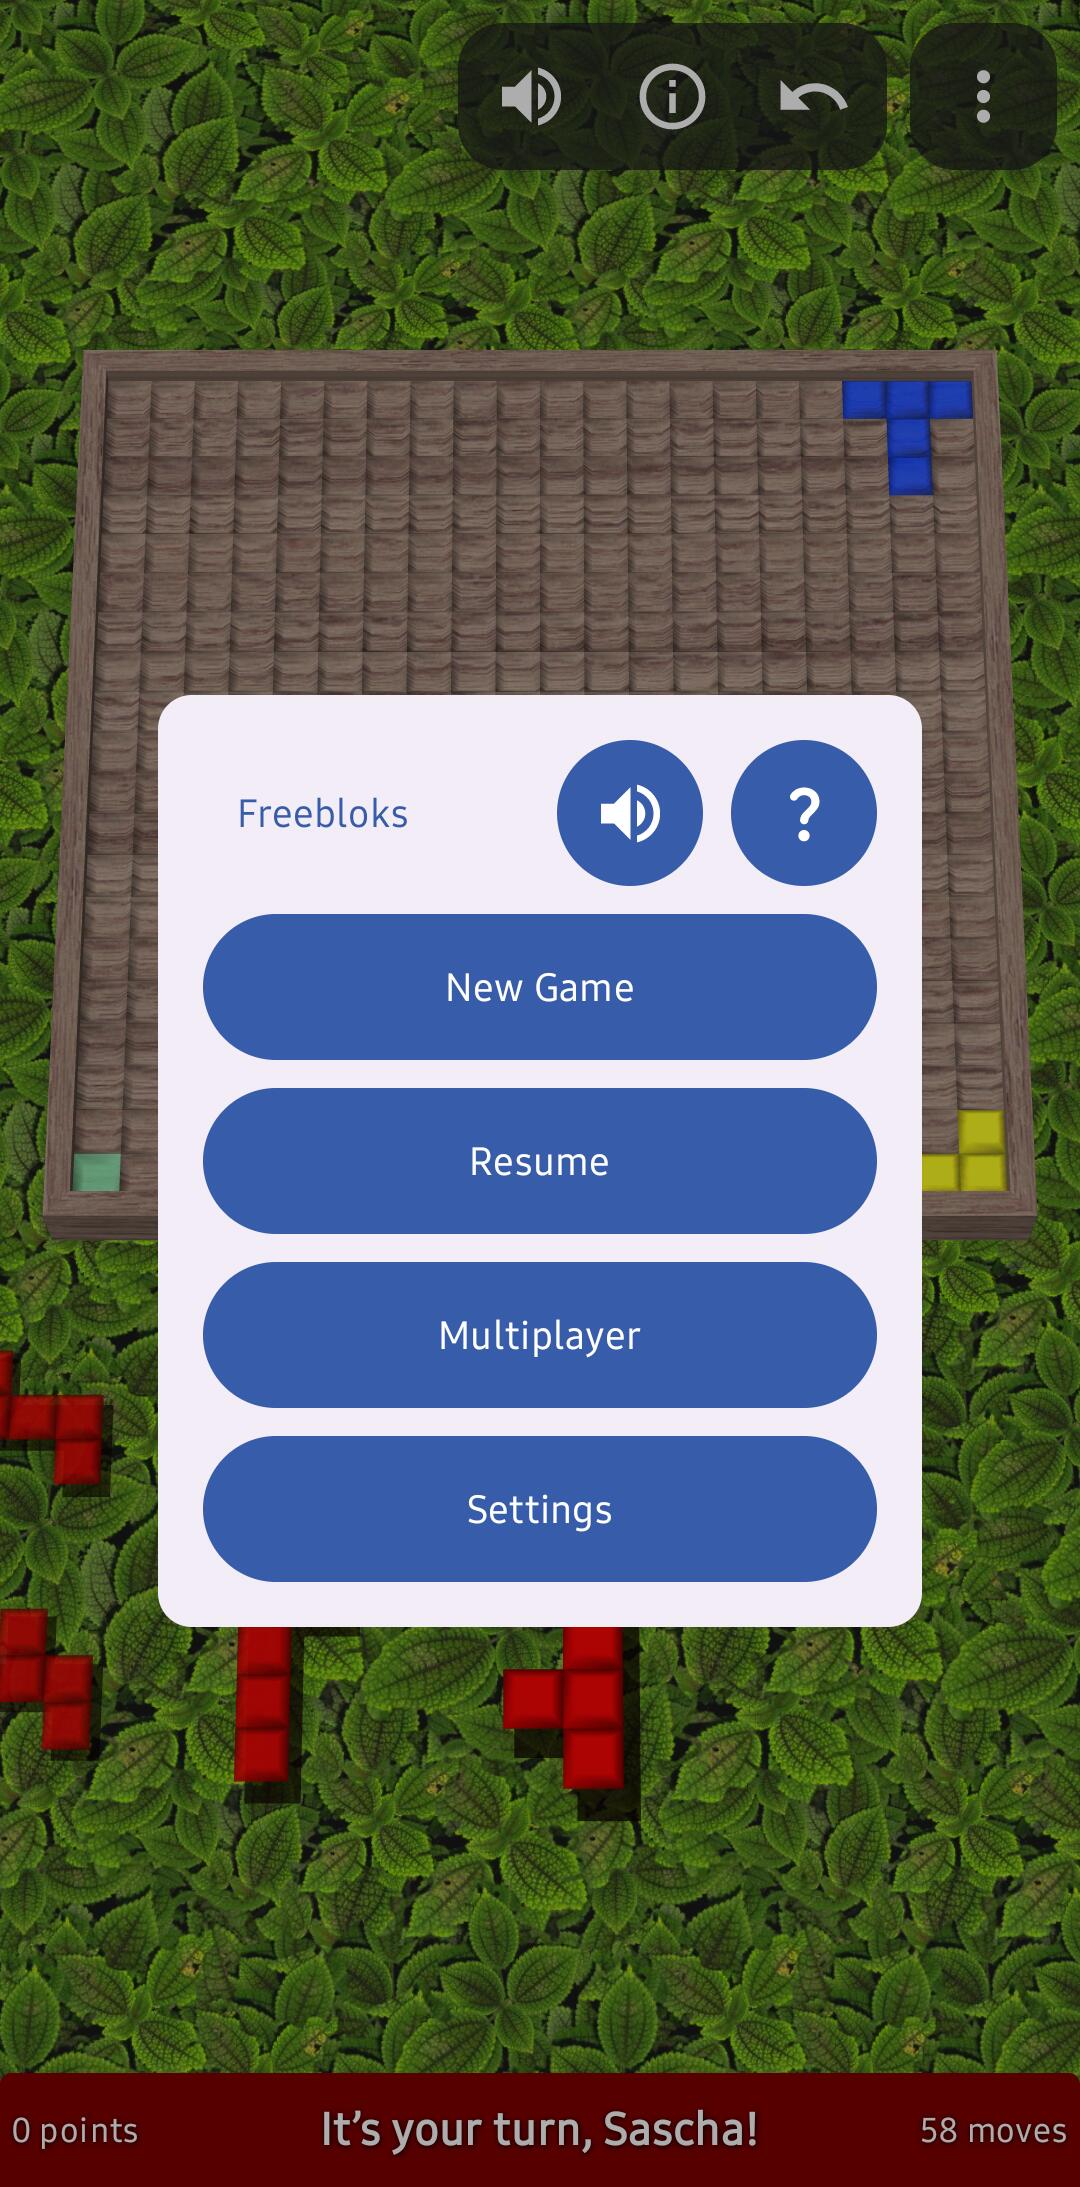 Freebloks
?
New Game
Resume
Multiplayer
Settings
0 points
It’s your turn, Sascha!
58 moves